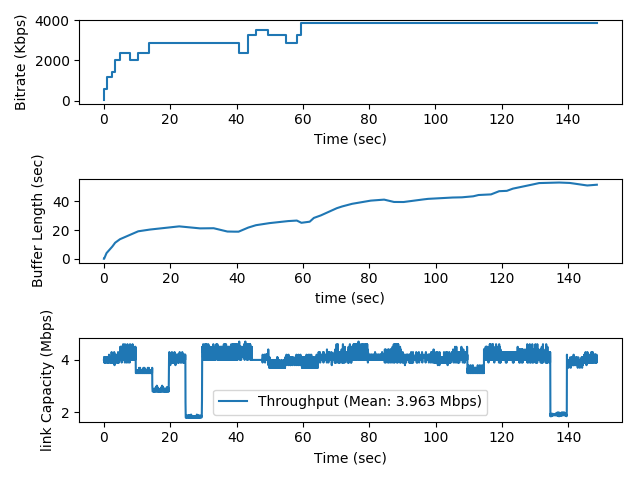 Bitrate (Kbps)
4000
2000
0
0 20 40 60 80 100 120 140
Time (sec)
Buffer Length (sec)
40
20
0
0 20 40 60 80 100 120 140
time (sec)
link Capacity (Mbps)
4
2
Throughput (Mean: 3.963 Mbps)
0 20 40 60 80 100 120 140
Time (sec)